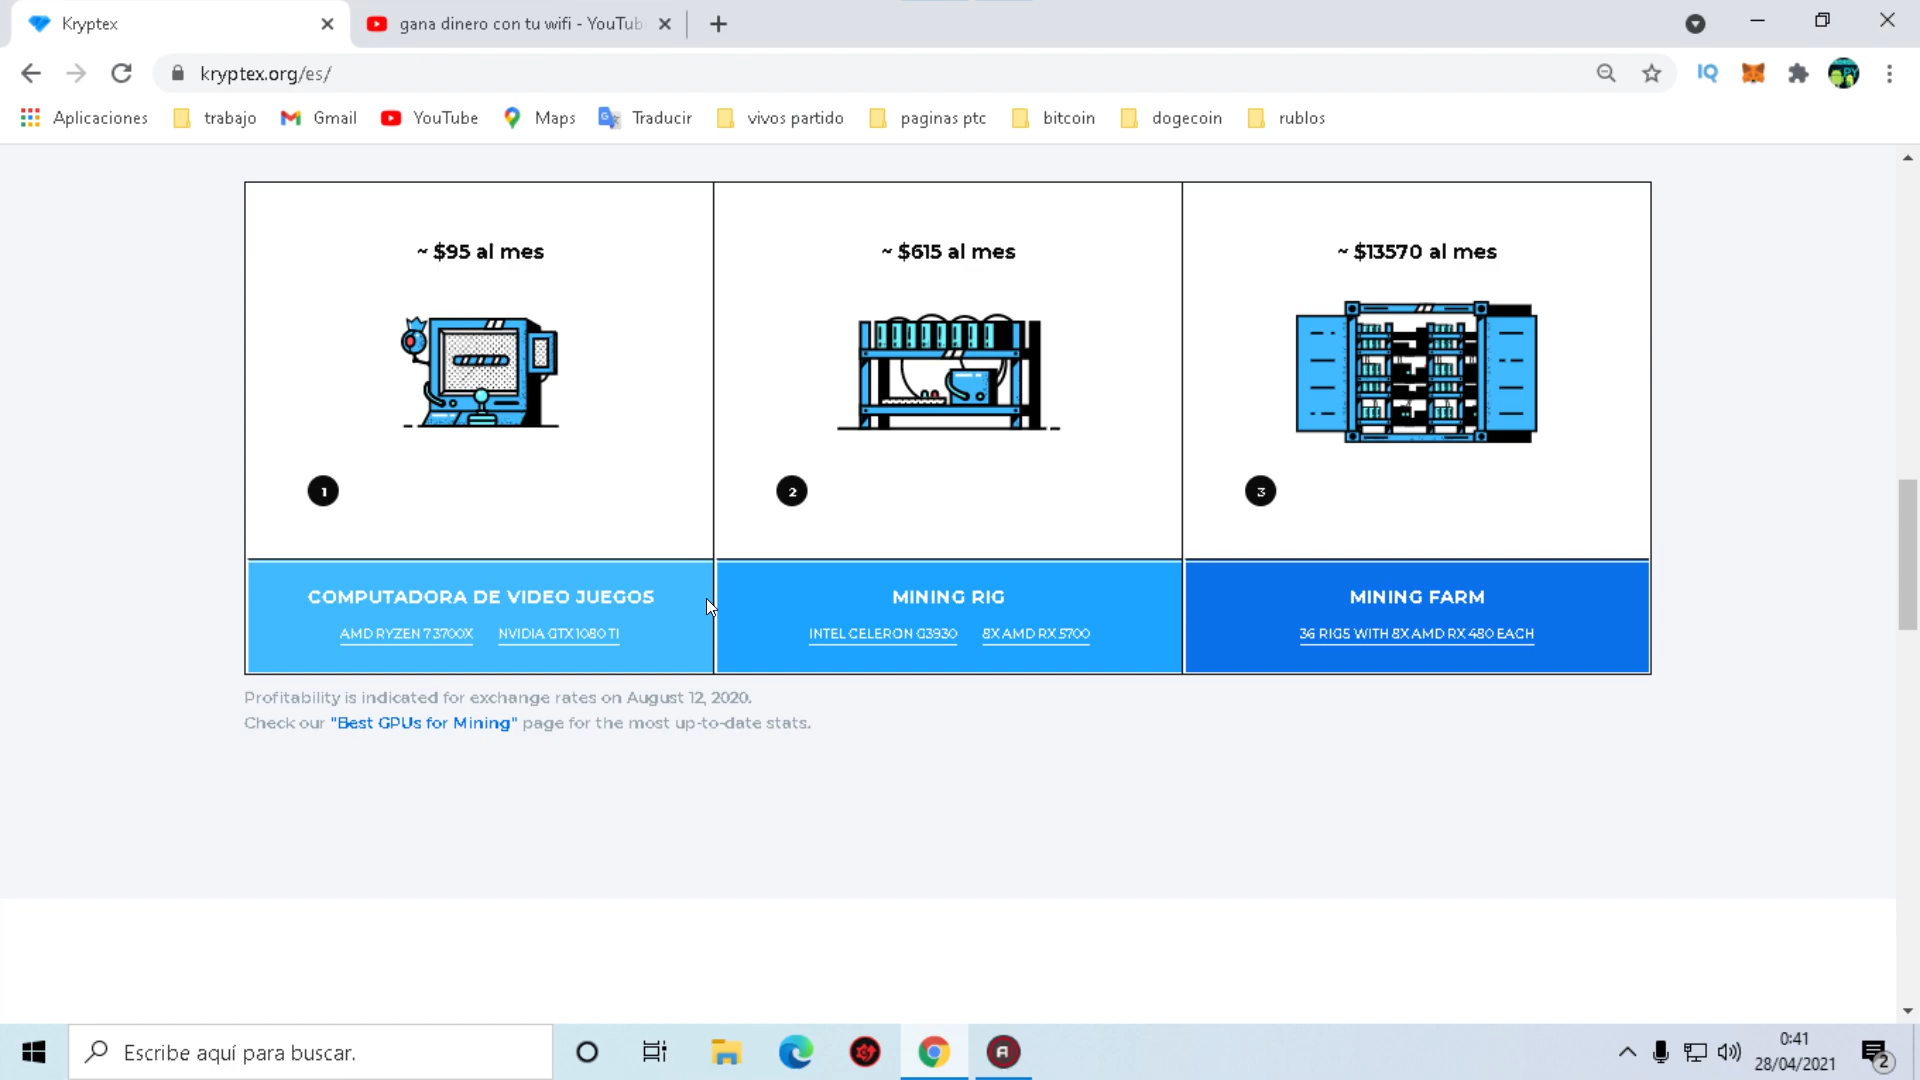 Kryptex
gana dinero con tu wifi - YouTub
kryptex.org/es/
IQ
Aplicaciones
trabajo
Gmail
YouTube
Maps
Traducir
vivos partido
paginas ptc
bitcoin
dogecoin
rublos
~ $95 al mes
~ $615 al mes
~ $13570 al mes
1
2
3
COMPUTADORA DE VIDEO JUEGOS
MINING RIG
MINING FARM
AMD RYZEN 7 3700X
NVIDIA GTX 1080 TI
INTEL CELERON G3930
8X AMD RX 5700
36 RIGS WITH 8X AMD RX 480 EACH
Profitability is indicated for exchange rates on August 12, 2020.
Check our "Best GPUs for Mining" page for the most up-to-date stats.
Escribe aquí para buscar.
0:41
28/04/2021
2